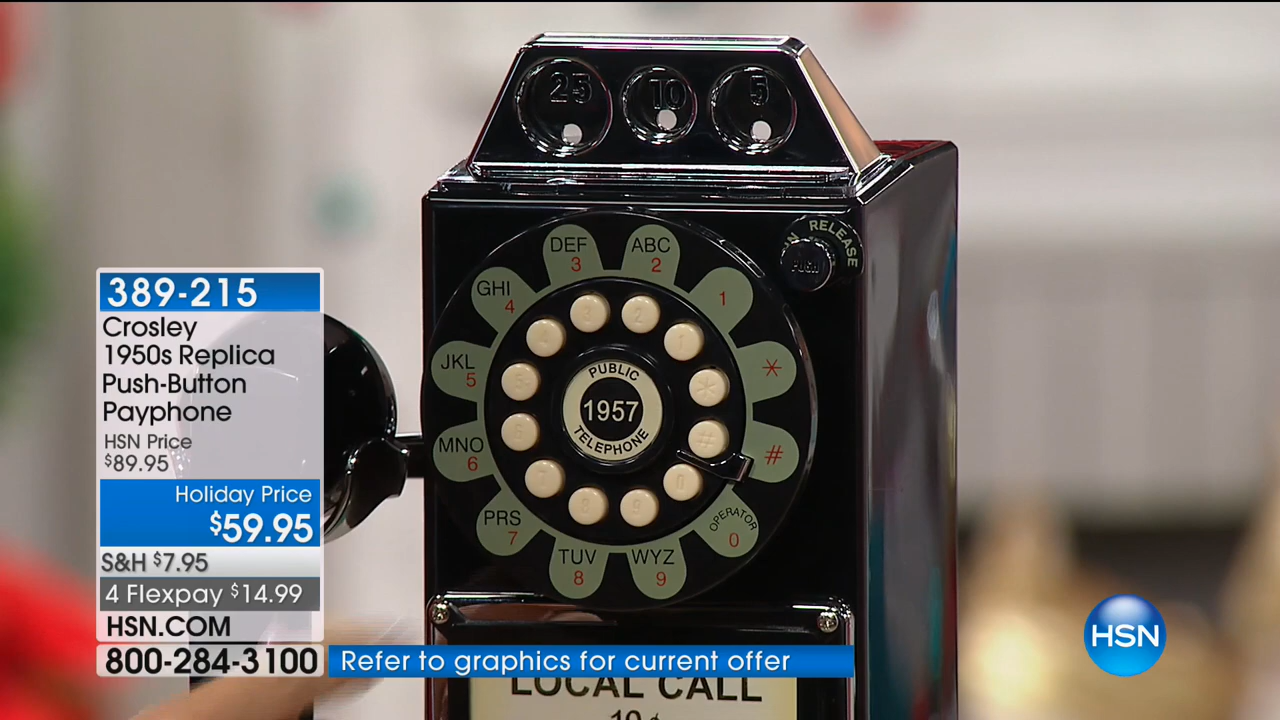 25 10 5
RELEASE
PUSH
DEF
3
ABC
2
GHI
4
1
JKL
5
*
MNO
6
#
PRS
7
OPERATOR
0
TUV
8
WYZ
9
PUBLIC
1957
TELEPHONE
LOCAL CALL
10¢
389-215
Crosley
1950s Replica
Push-Button
Payphone
HSN Price
$89.95
Holiday Price
$59.95
S&H $7.95
4 Flexpay $14.99
HSN.COM
800-284-3100
Refer to graphics for current offer
HSN